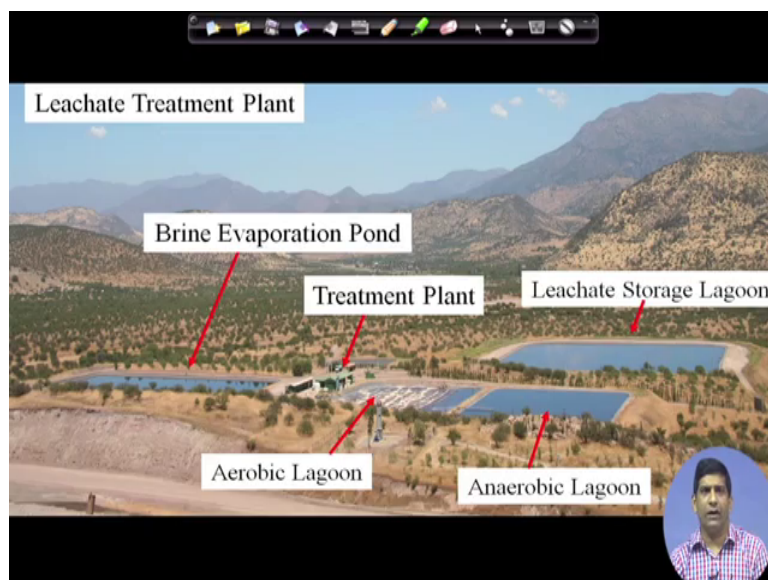 Leachate Treatment Plant
Brine Evaporation Pond
Treatment Plant
Leachate Storage Lagoon
Aerobic Lagoon
Anaerobic Lagoon